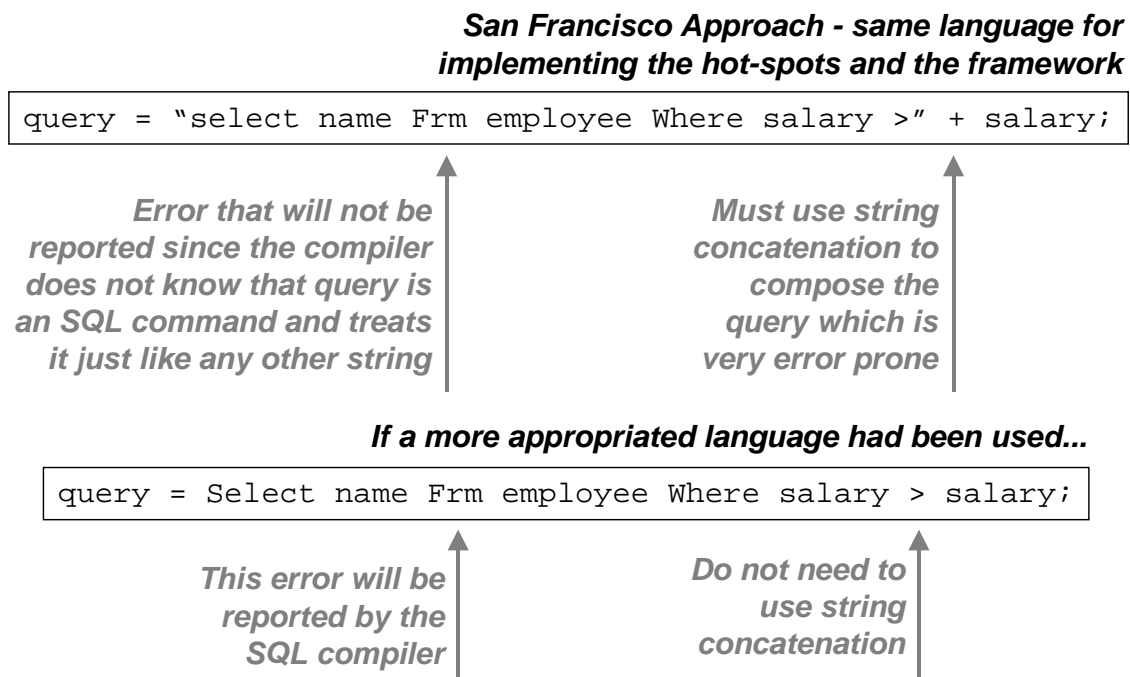 San Francisco Approach - same language for
implementing the hot-spots and the framework
query = “select name Frm employee Where salary >” + salary;
Error that will not be
reported since the compiler
does not know that query is
an SQL command and treats
it just like any other string
Must use string
concatenation to
compose the
query which is
very error prone
If a more appropriated language had been used...
query = Select name Frm employee Where salary > salary;
This error will be
reported by the
SQL compiler
Do not need to
use string
concatenation